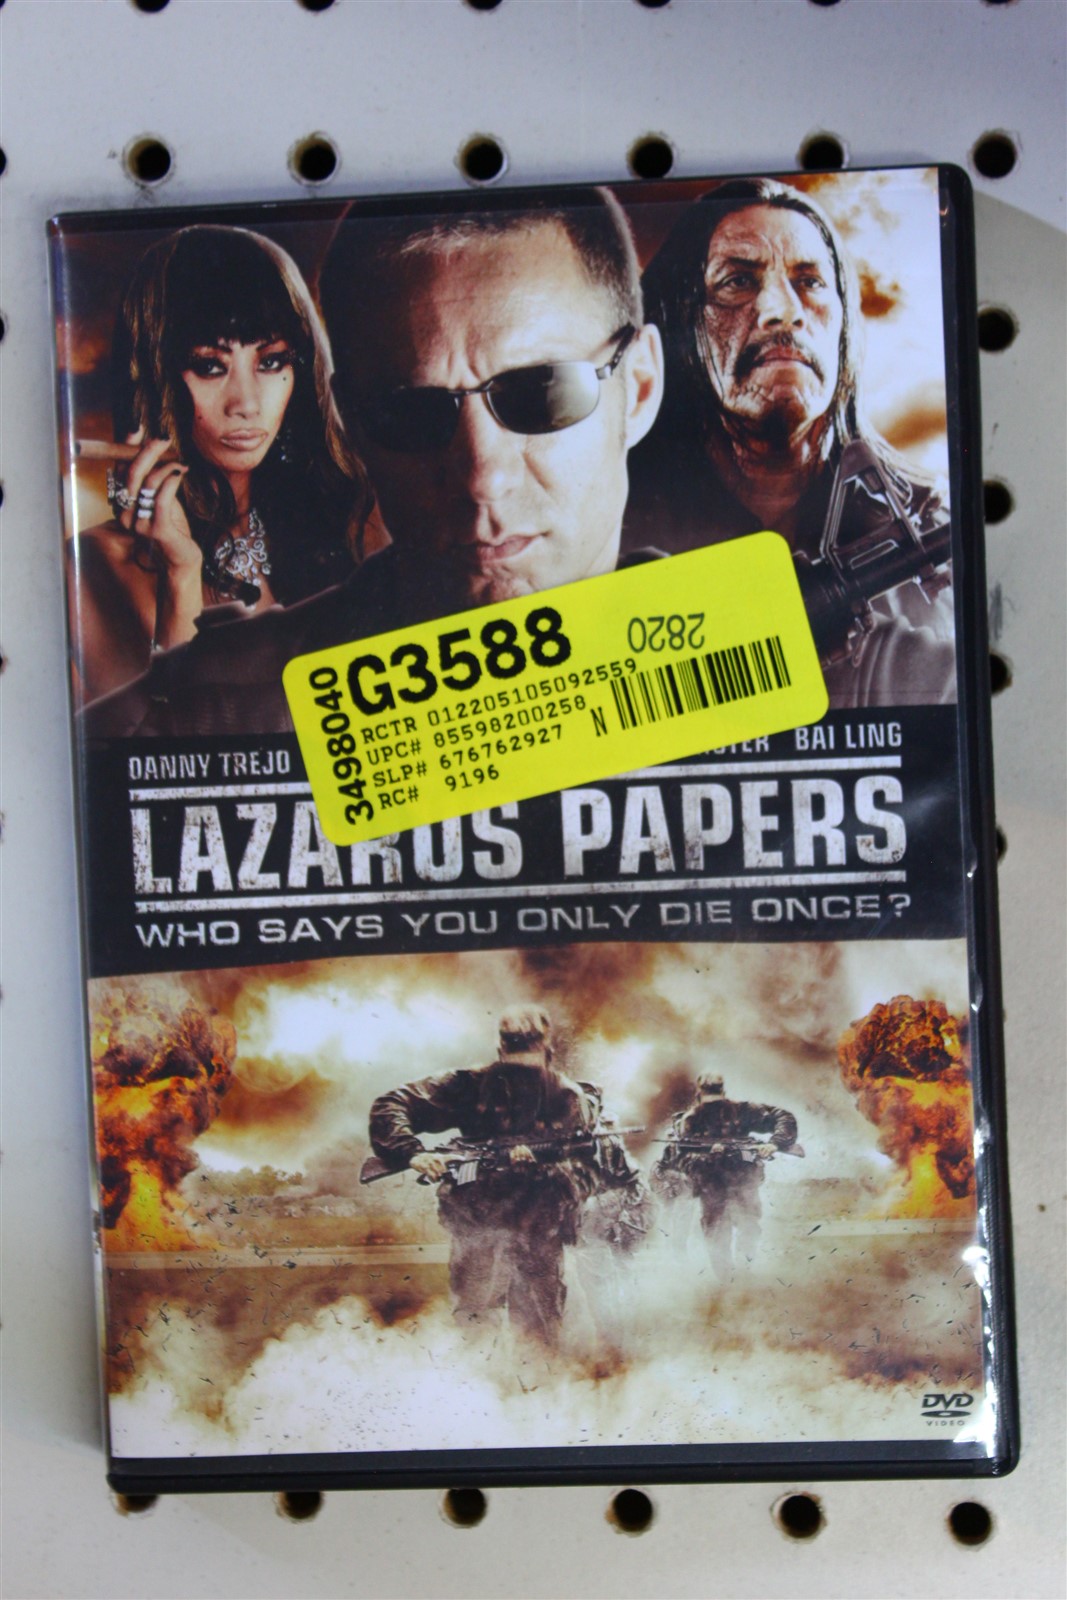 3498040
G3588
2820
RCTR 012205105092559
UPC# 85598200258
SLP# 676762927
RC# 9196
N
DANNY TREJO
BAI LING
LAZARUS PAPERS
WHO SAYS YOU ONLY DIE ONCE?
DVD
VIDEO